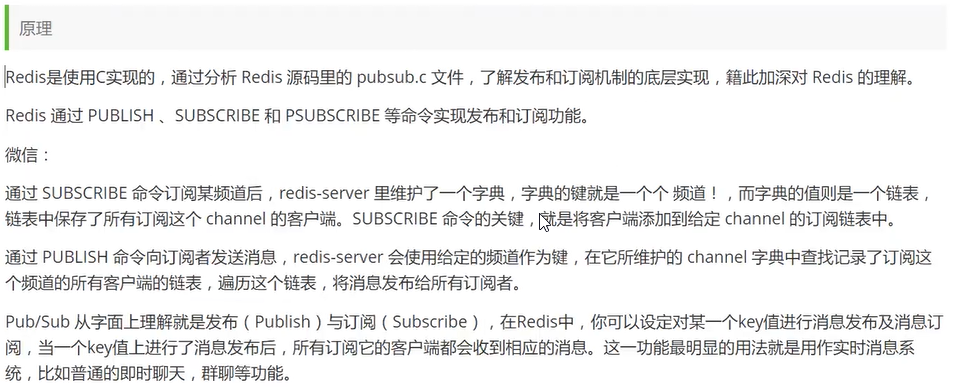 原理
Redis是使用C实现的，通过分析 Redis 源码里的 pubsub.c 文件，了解发布和订阅机制的底层实现，籍此加深对 Redis 的理解。
Redis 通过 PUBLISH 、SUBSCRIBE 和 PSUBSCRIBE 等命令实现发布和订阅功能。
微信：
通过 SUBSCRIBE 命令订阅某频道后，redis-server 里维护了一个字典，字典的键就是一个个 频道！，而字典的值则是一个链表，
链表中保存了所有订阅这个 channel 的客户端。SUBSCRIBE 命令的关键，就是将客户端添加到给定 channel 的订阅链表中。
通过 PUBLISH 命令向订阅者发送消息，redis-server 会使用给定的频道作为键，在它所维护的 channel 字典中查找记录了订阅这
个频道的所有客户端的链表，遍历这个链表，将消息发布给所有订阅者。
Pub/Sub 从字面上理解就是发布（Publish）与订阅（Subscribe），在Redis中，你可以设定对某一个key值进行消息发布及消息订
阅，当一个key值上进行了消息发布后，所有订阅它的客户端都会收到相应的消息。这一功能最明显的用法就是用作实时消息系
统，比如普通的即时聊天，群聊等功能。